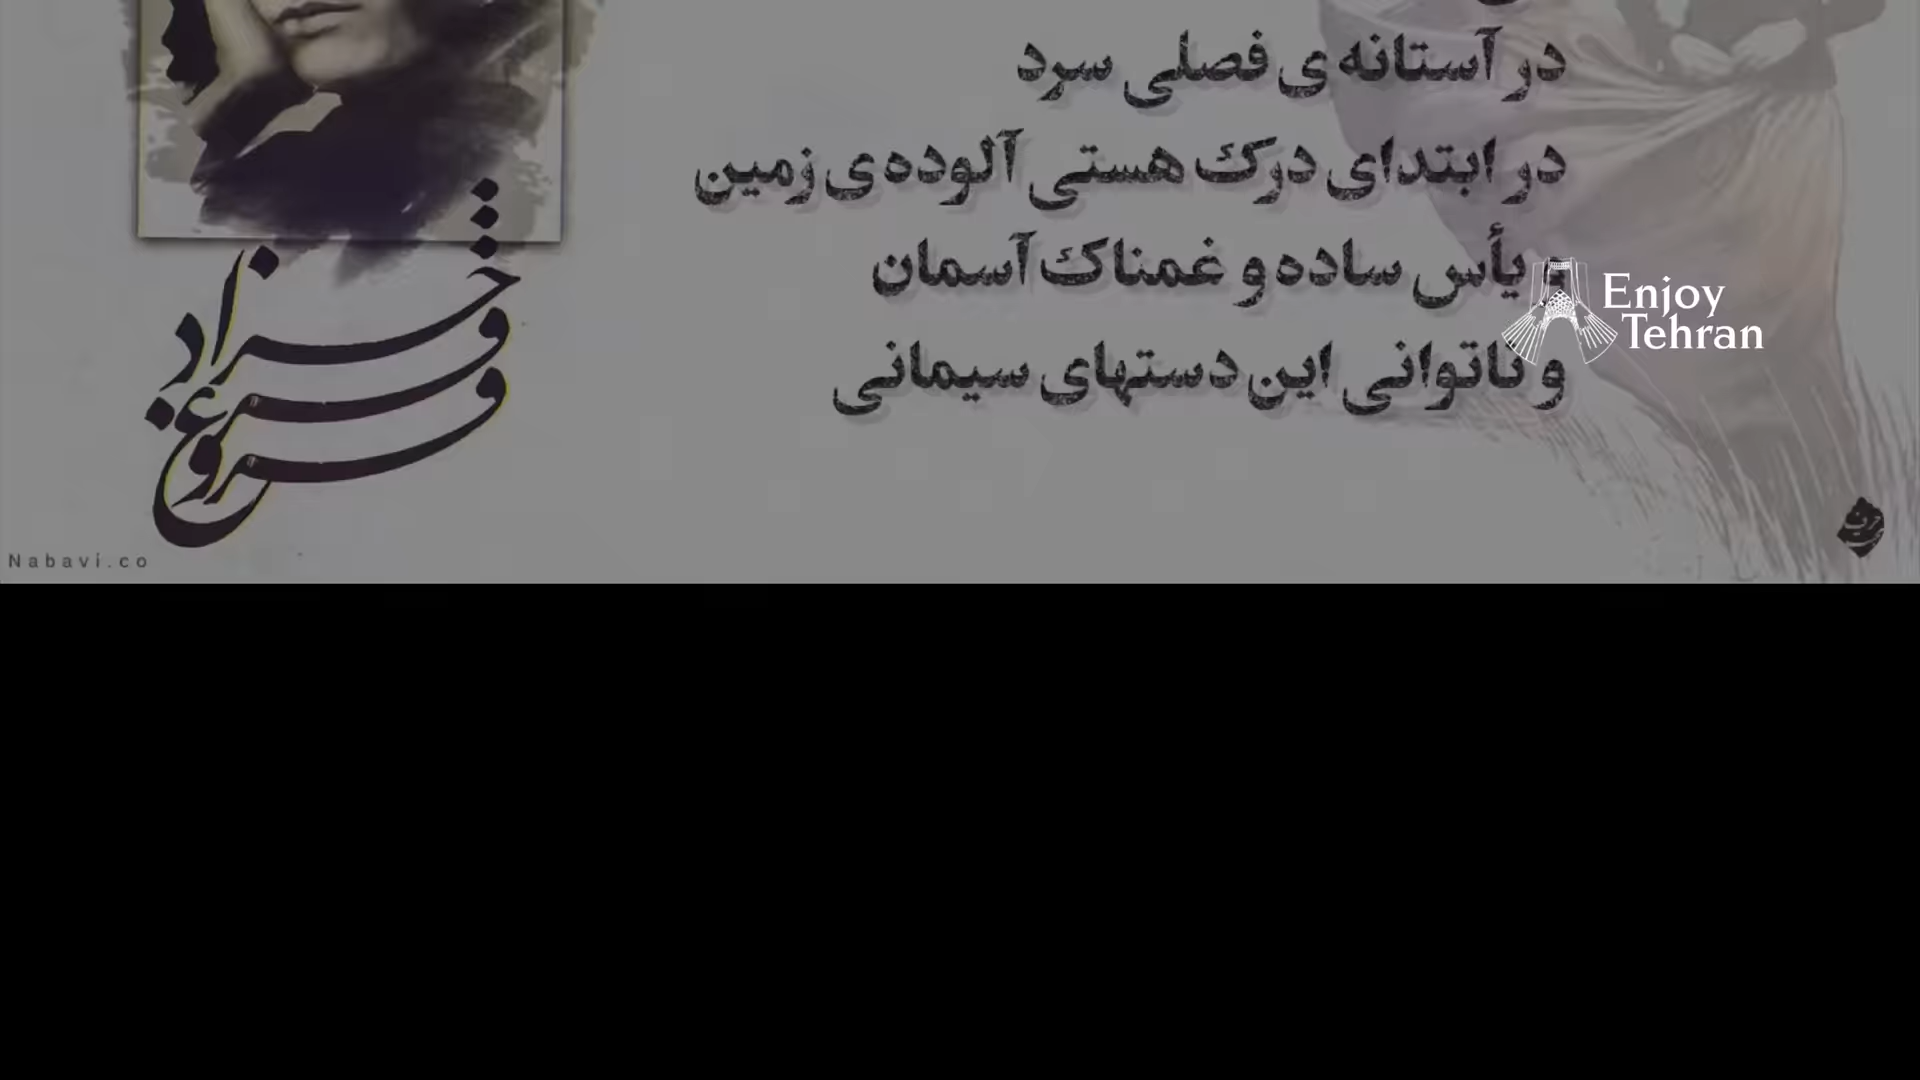 در آستانه ی فصلی سرد
در ابتدای درک هستی آلوده ی زمین
و یأس ساده و غمناک آسمان
و ناتوانی این دستهای سیمانی
فروغ فرخزاد
Enjoy
Tehran
Nabavi.co